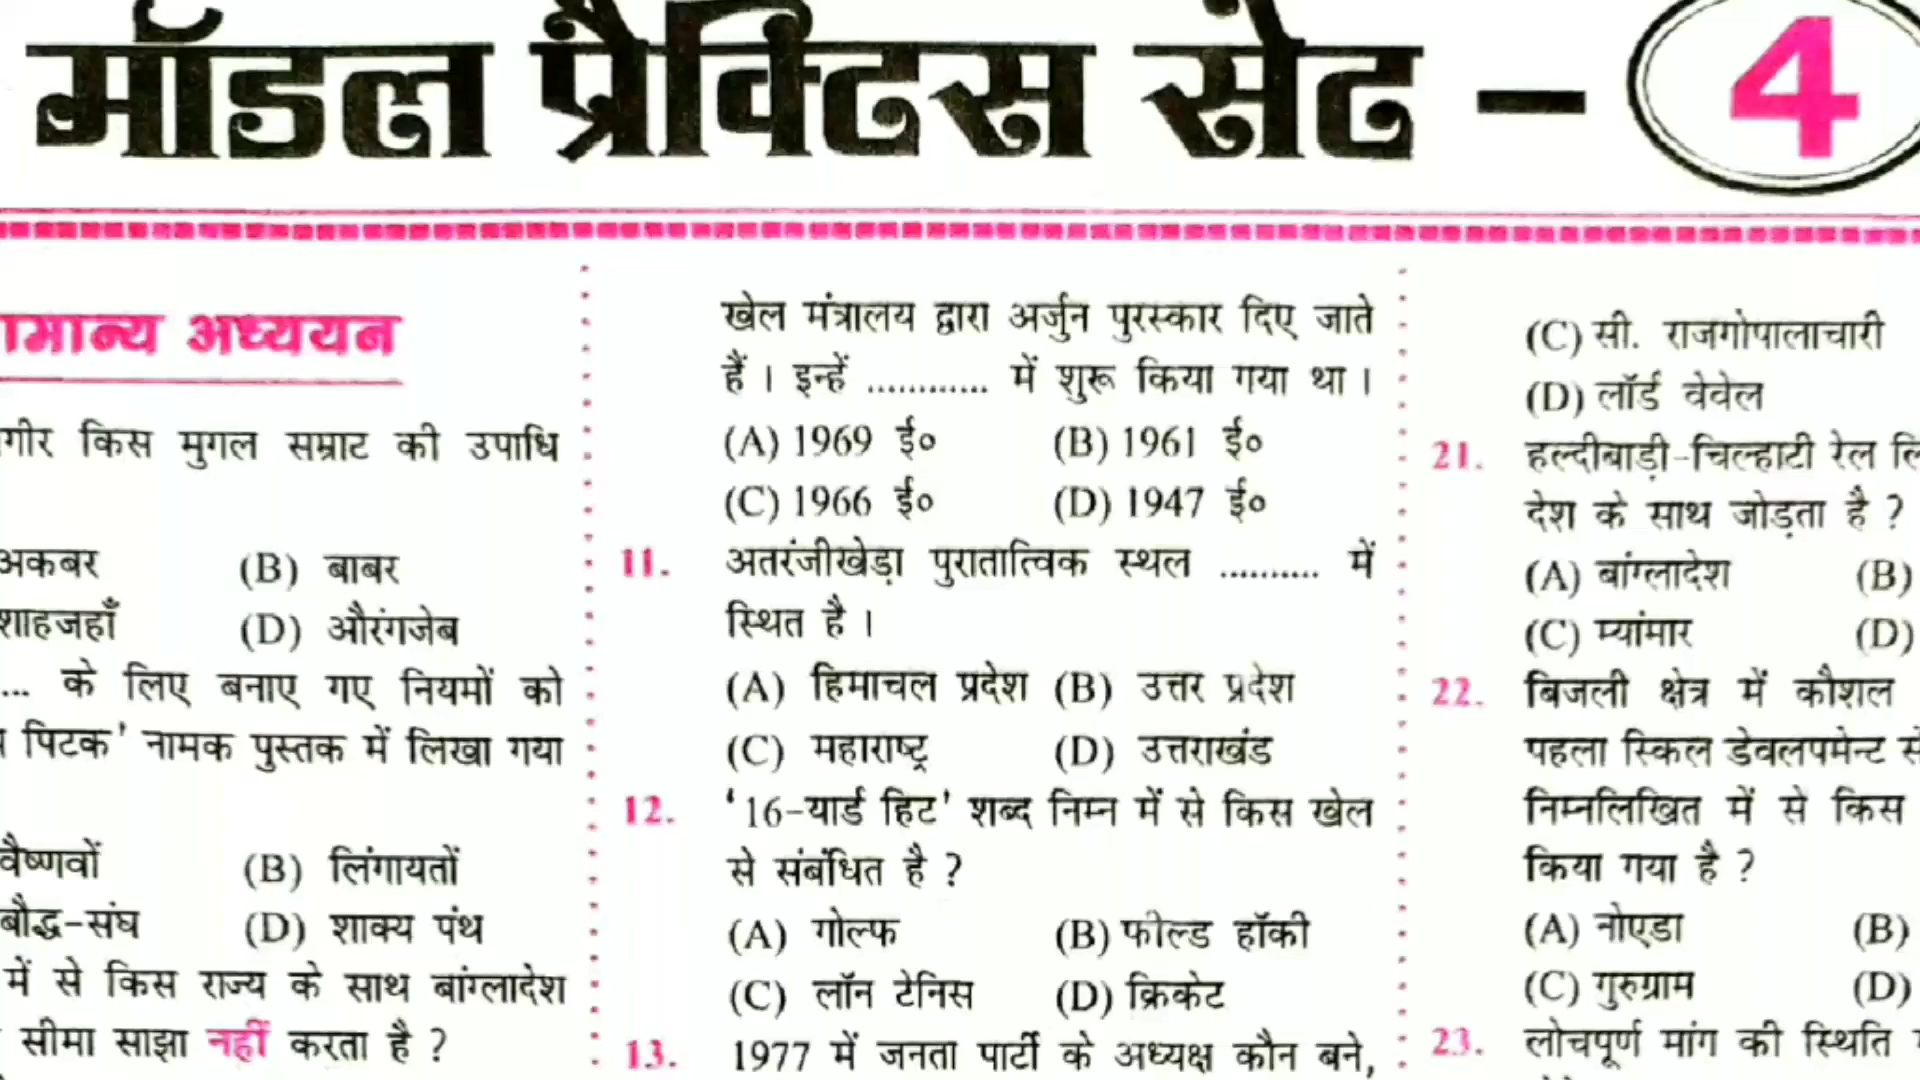 मॉडल प्रैक्टिस सेट – 4
अध्ययन
किस मुगल सम्राट की उपाधि
अकबर (B) बाबर
शाहजहाँ (D) औरंगजेब
... के लिए बनाए गए नियमों को
पिटक' नामक पुस्तक में लिखा गया
वैष्णवों (B) लिंगायतों
बौद्ध-संघ (D) शाक्य पंथ
में से किस राज्य के साथ बांग्लादेश
सीमा साझा नहीं करता है ?
खेल मंत्रालय द्वारा अर्जुन पुरस्कार दिए जाते
हैं । इन्हें ............ में शुरू किया गया था ।
(A) 1969 ई० (B) 1961 ई०
(C) 1966 ई० (D) 1947 ई०
11. अतरंजीखेड़ा पुरातात्विक स्थल .......... में
स्थित है ।
(A) हिमाचल प्रदेश (B) उत्तर प्रदेश
(C) महाराष्ट्र (D) उत्तराखंड
12. '16-यार्ड हिट' शब्द निम्न में से किस खेल
से संबंधित है ?
(A) गोल्फ (B) फील्ड हॉकी
(C) लॉन टेनिस (D) क्रिकेट
13. 1977 में जनता पार्टी के अध्यक्ष कौन बने,
(C) सी. राजगोपालाचारी
(D) लॉर्ड वेवेल
21. हल्दीबाड़ी-चिल्हाटी रेल
देश के साथ जोड़ता है ?
(A) बांग्लादेश (B)
(C) म्यांमार (D)
22. बिजली क्षेत्र में कौशल
पहला स्किल डेवलपमेन्ट
निम्नलिखित में से किस
किया गया है ?
(A) नोएडा (B)
(C) गुरुग्राम (D)
23. लोचपूर्ण मांग की स्थिति